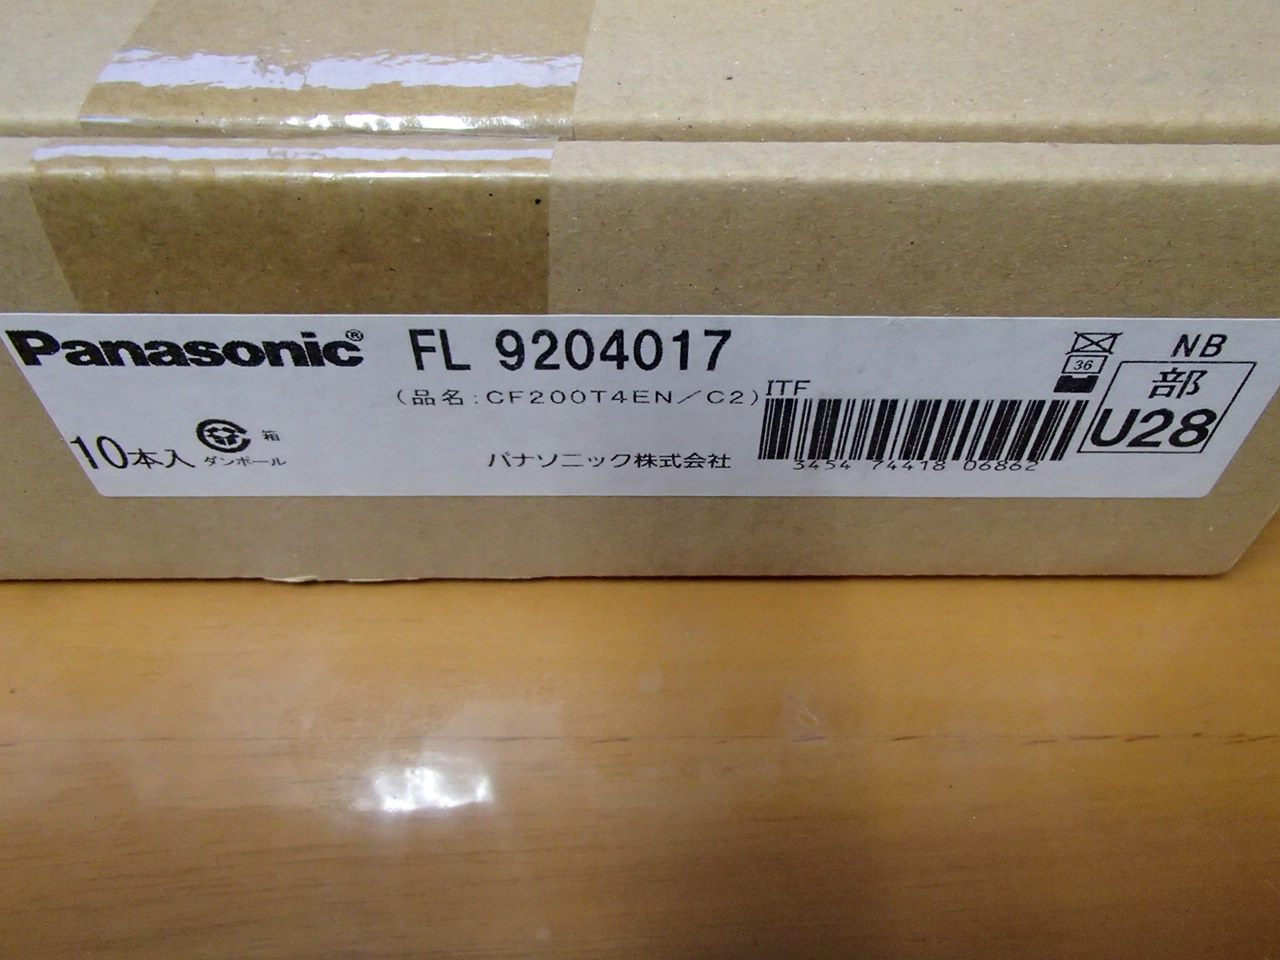 Panasonic® FL 9204017
(品名:CF200T4EN/C2)
ITF
36
NB
部
U28
10本入
箱
ダンボール
パナソニック株式会社
3454 74418 06862